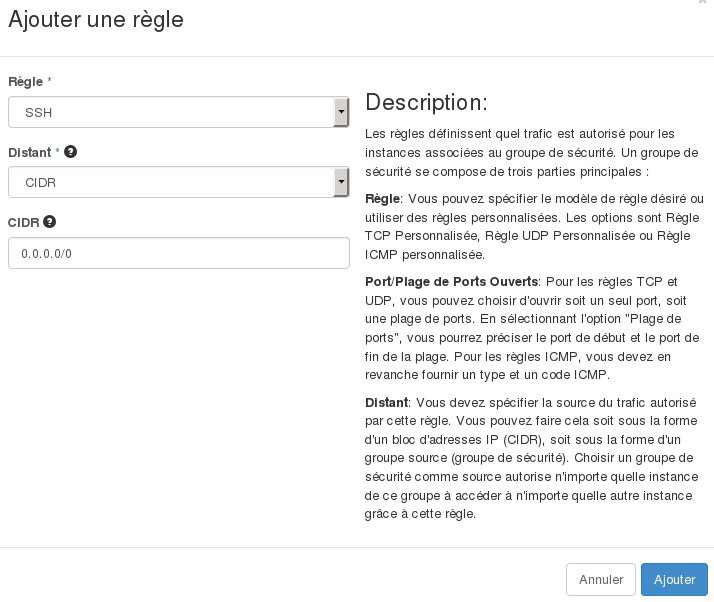 Ajouter une règle
Règle *
SSH
Distant *
CIDR
CIDR
0.0.0.0/0
Description:
Les règles définissent quel trafic est autorisé pour les
instances associées au groupe de sécurité. Un groupe de
sécurité se compose de trois parties principales :
Règle: Vous pouvez spécifier le modèle de règle désiré ou
utiliser des règles personnalisées. Les options sont Règle
TCP Personnalisée, Règle UDP Personnalisée ou Règle
ICMP personnalisée.
Port/Plage de Ports Ouverts: Pour les règles TCP et
UDP, vous pouvez choisir d'ouvrir soit un seul port, soit
une plage de ports. En sélectionnant l'option "Plage de
ports", vous pourrez préciser le port de début et le port de
fin de la plage. Pour les règles ICMP, vous devez en
revanche fournir un type et un code ICMP.
Distant: Vous devez spécifier la source du trafic autorisé
par cette règle. Vous pouvez faire cela soit sous la forme
d'un bloc d'adresses IP (CIDR), soit sous la forme d'un
groupe source (groupe de sécurité). Choisir un groupe de
sécurité comme source autorise n'importe quelle instance
de ce groupe à accéder à n'importe quelle autre instance
grâce à cette règle.
Annuler
Ajouter